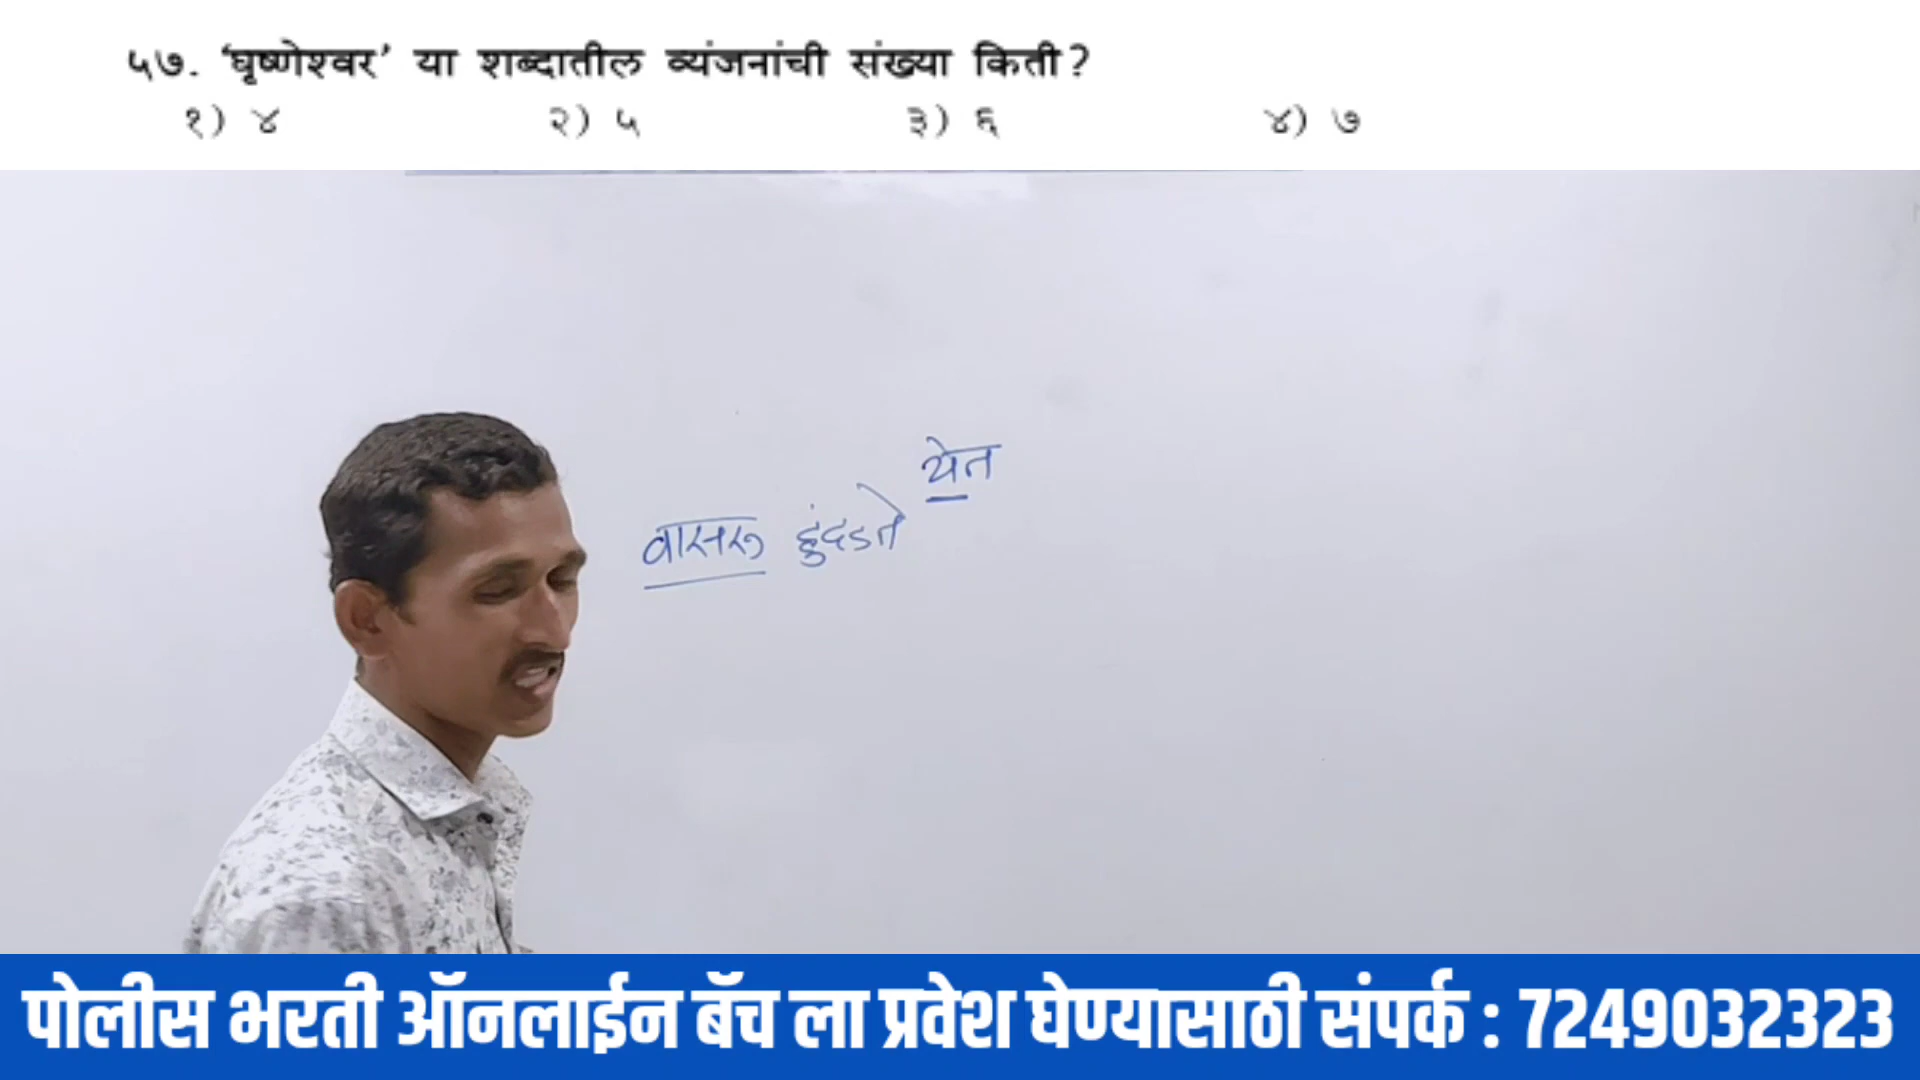 ५७. ‘घृष्णेश्वर’ या शब्दातील व्यंजनांची संख्या किती?
१) ४ २) ५ ३) ६ ४) ७
येत
वासरू हुंदडते
पोलीस भरती ऑनलाईन बॅच ला प्रवेश घेण्यासाठी संपर्क : 7249032323